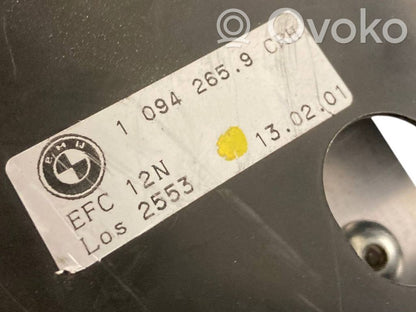 Ovoko
BMW
1 094 265.9
EFC 12N
13.02.01
Los 2553